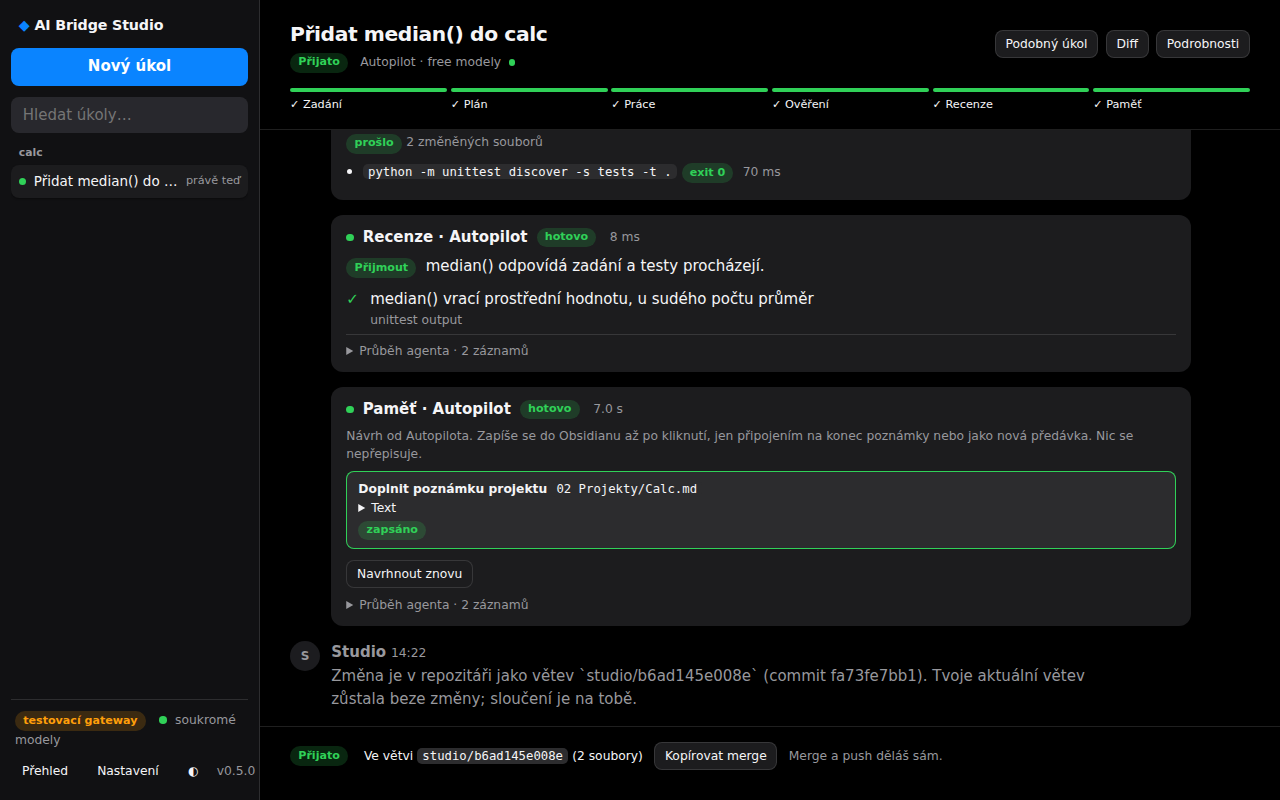 ◆ AI Bridge Studio
Nový úkol
Hledat úkoly…
calc
Přidat median() do … právě teď
testovací gateway soukromé
modely
Přehled Nastavení ◐ v0.5.0
Přidat median() do calc
Přijato Autopilot · free modely
Podobný úkol Diff Podrobnosti
✓ Zadání ✓ Plán ✓ Práce ✓ Ověření ✓ Recenze ✓ Paměť
prošlo 2 změněných souborů
• python -m unittest discover -s tests -t . exit 0 70 ms
Recenze · Autopilot hotovo 8 ms
Přijmout median() odpovídá zadání a testy procházejí.
✓ median() vrací prostřední hodnotu, u sudého počtu průměr
unittest output
▶ Průběh agenta · 2 záznamů
Paměť · Autopilot hotovo 7.0 s
Návrh od Autopilota. Zapíše se do Obsidianu až po kliknutí, jen připojením na konec poznámky nebo jako nová předávka. Nic se
nepřepisuje.
Doplnit poznámku projektu 02 Projekty/Calc.md
▶ Text
zapsáno
Navrhnout znovu
▶ Průběh agenta · 2 záznamů
S Studio 14:22
Změna je v repozitáři jako větev `studio/b6ad145e008e` (commit fa73fe7bb1). Tvoje aktuální větev
zůstala beze změny; sloučení je na tobě.
Přijato Ve větvi studio/b6ad145e008e (2 soubory) Kopírovat merge Merge a push děláš sám.